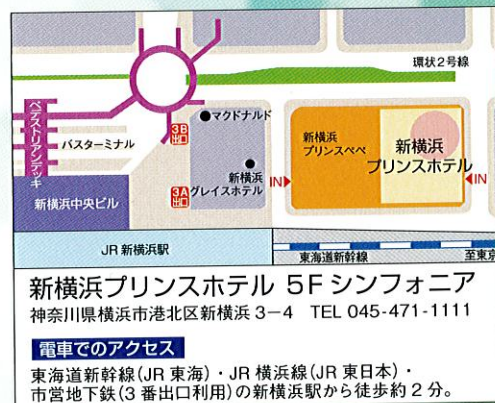 環状2号線
マクドナルド
3B
出口
ペデストリアンデッキ
バスターミナル
新横浜
プリンスペペ
新横浜
プリンスホテル
新横浜
グレイスホテル
3A
出口
IN
IN
新横浜中央ビル
JR 新横浜駅
東海道新幹線
至東京
新横浜プリンスホテル 5F シンフォニア
神奈川県横浜市港北区新横浜 3−4 TEL 045-471-1111
電車でのアクセス
東海道新幹線(JR 東海)・JR 横浜線(JR 東日本)・
市営地下鉄(3 番出口利用)の新横浜駅から徒歩約 2 分。